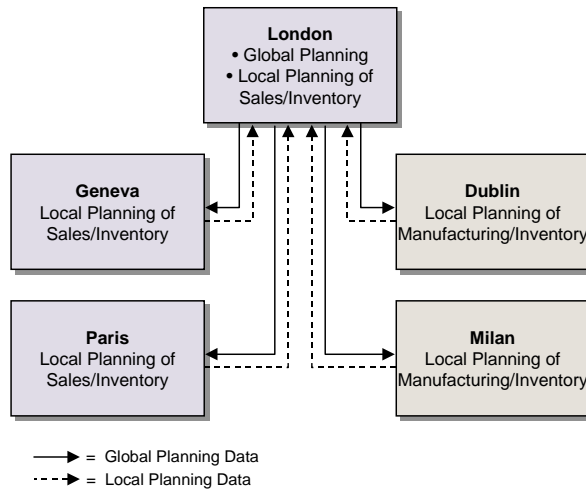 London
• Global Planning
• Local Planning of
Sales/Inventory
Geneva
Local Planning of
Sales/Inventory
Dublin
Local Planning of
Manufacturing/Inventory
Paris
Local Planning of
Sales/Inventory
Milan
Local Planning of
Manufacturing/Inventory
= Global Planning Data
= Local Planning Data